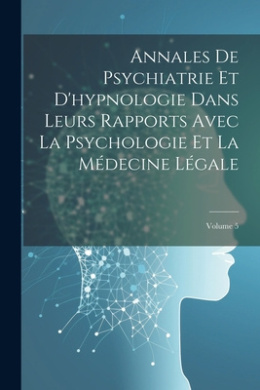 Annales De
Psychiatrie Et
D'hypnologie Dans
Leurs Rapports Avec
La Psychologie Et La
Médecine Légale
Volume 5